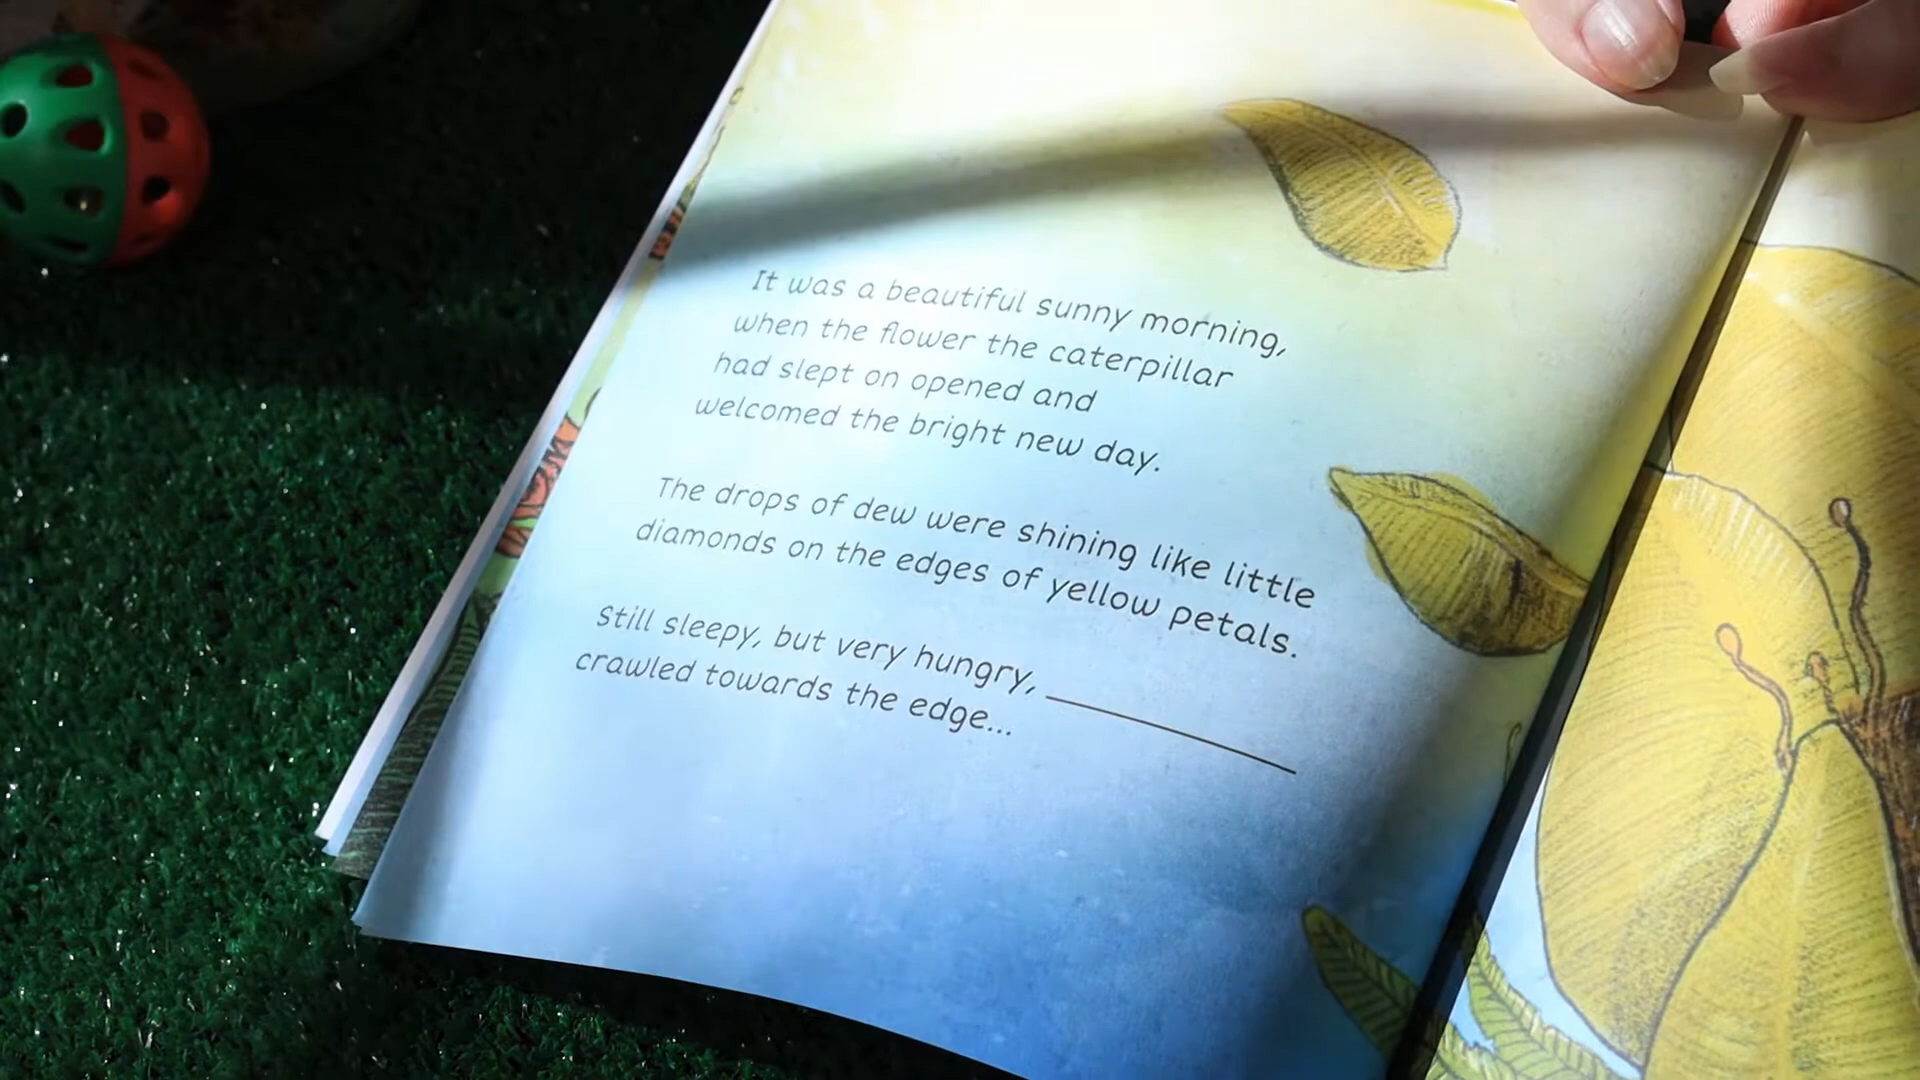 It was a beautiful sunny morning,
when the flower the caterpillar
had slept on opened and
welcomed the bright new day.
The drops of dew were shining like little
diamonds on the edges of yellow petals.
Still sleepy, but very hungry, __________
crawled towards the edge...